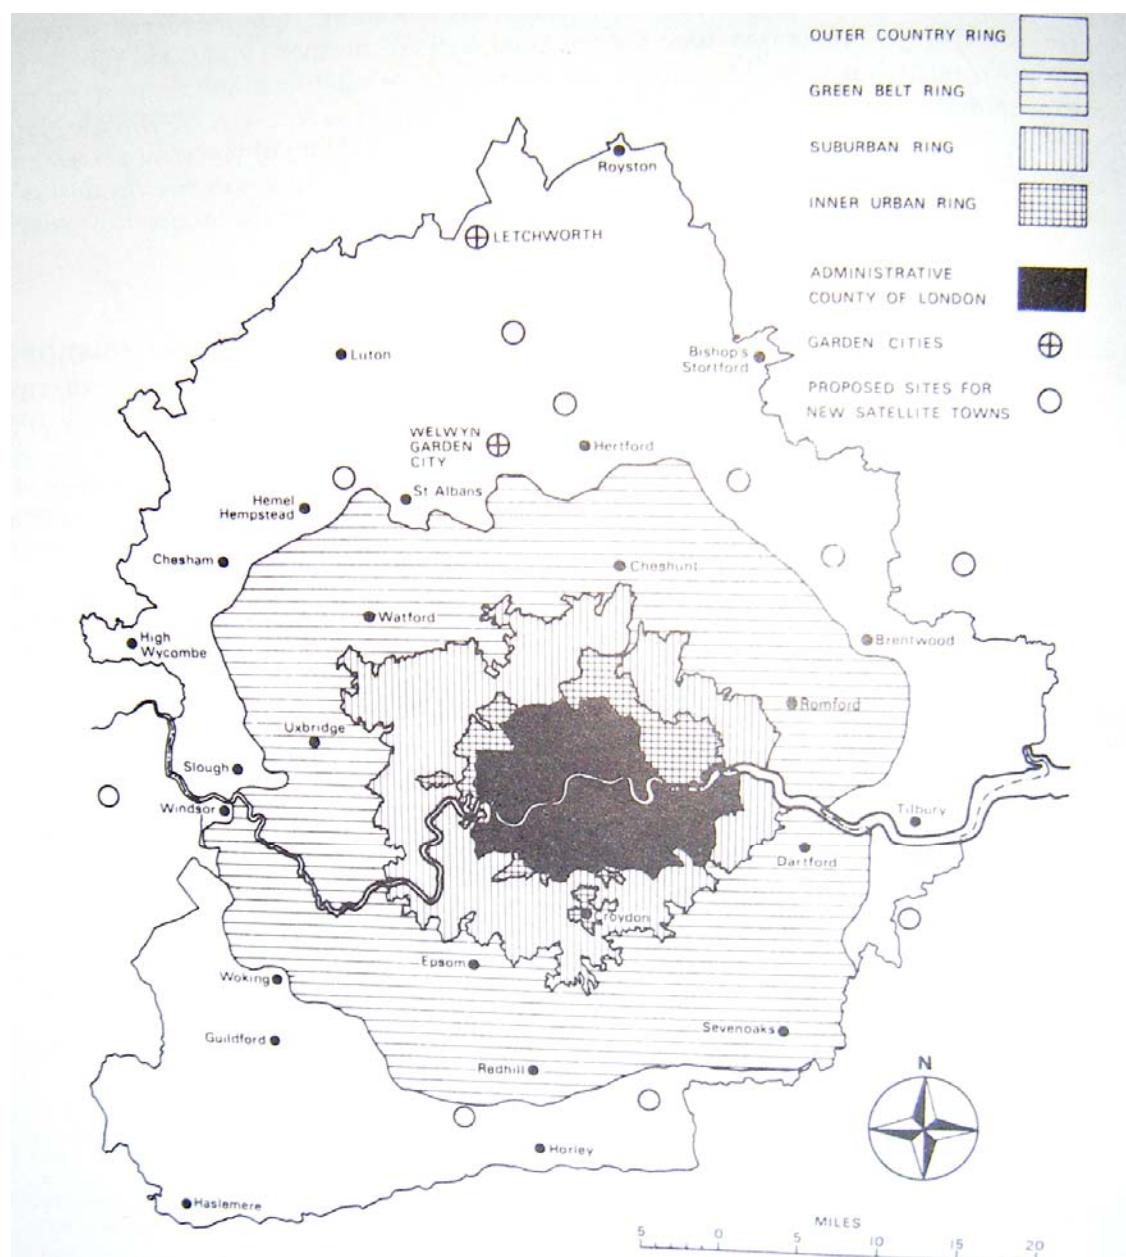 OUTER COUNTRY RING
GREEN BELT RING
SUBURBAN RING
INNER URBAN RING
ADMINISTRATIVE
COUNTY OF LONDON
GARDEN CITIES
PROPOSED SITES FOR
NEW SATELLITE TOWNS
Royston
LETCHWORTH
Luton
Bishop's
Stortford
WELWYN
GARDEN
CITY
Hertford
St Albans
Hemel
Hempstead
Chesham
Cheshunt
Watford
High
Wycombe
Brentwood
Romford
Uxbridge
Slough
Windsor
Tilbury
Dartford
Croydon
Epsom
Woking
Sevenoaks
Guildford
Redhill
N
Horley
Haslemere
MILES
5 0 5 10 15 20